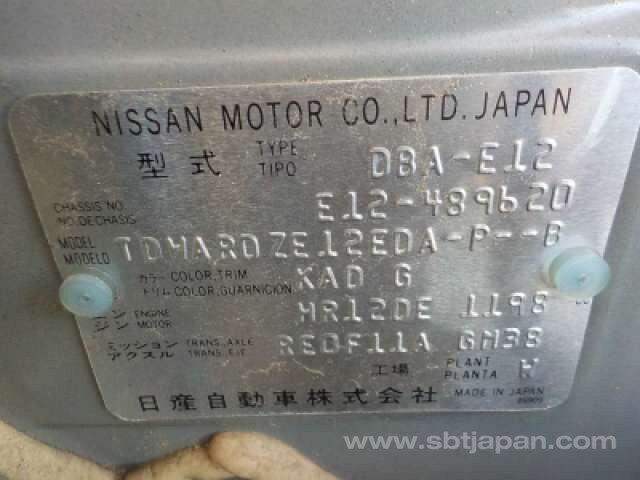 NISSAN MOTOR CO.,LTD. JAPAN
型式 TYPE TIPO DBA-E12
CHASSIS NO. NO.DECHASIS E12-489620
MODEL MODELO TDMARDZE12EDA-P--B
カラー COLOR,TRIM トリム COLOR,GUARNICION KAD G
エンジン ENGINE MOTOR HR12DE 1198
ミッション アクスル TRANS. AXLE TRANS. EJE RE0F11A GM38
工場 PLANT PLANTA W
日産自動車株式会社 MADE IN JAPAN
www.sbtjapan.com